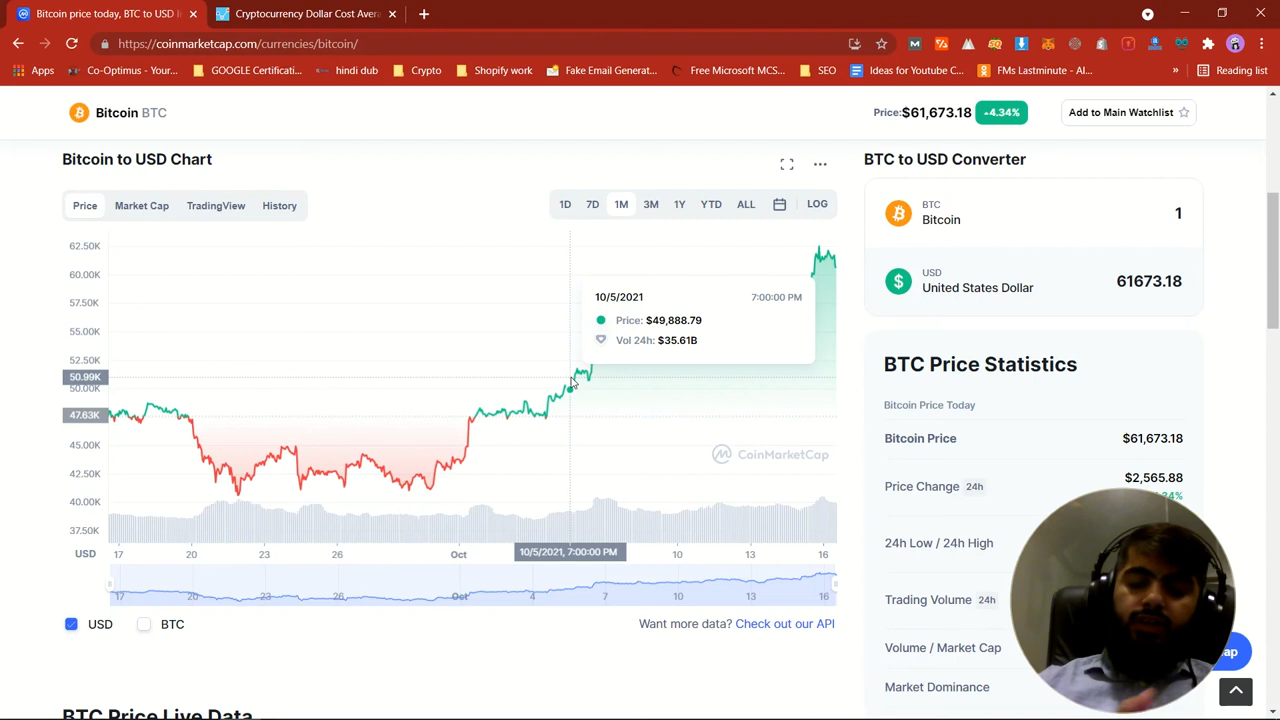 Bitcoin price today, BTC to USD l
Cryptocurrency Dollar Cost Avera
https://coinmarketcap.com/currencies/bitcoin/
Apps
Co-Optimus - Your...
GOOGLE Certificati...
hindi dub
Crypto
Shopify work
Fake Email Generat...
Free Microsoft MCS...
SEO
Ideas for Youtube C...
FMs Lastminute - Al...
»
Reading list
Bitcoin BTC
Price:$61,673.18
4.34%
Add to Main Watchlist
Bitcoin to USD Chart
Price
Market Cap
TradingView
History
1D
7D
1M
3M
1Y
YTD
ALL
LOG
62.50K
60.00K
57.50K
55.00K
52.50K
50.99K
50.00K
47.63K
45.00K
42.50K
40.00K
37.50K
USD
10/5/2021 7:00:00 PM
Price: $49,888.79
Vol 24h: $35.61B
CoinMarketCap
17
20
23
26
Oct
10/5/2021, 7:00:00 PM
10
13
16
17
20
23
26
Oct
4
7
10
13
16
USD
BTC
Want more data? Check out our API
BTC Price Live Data
BTC to USD Converter
BTC
Bitcoin
1
USD
United States Dollar
61673.18
BTC Price Statistics
Bitcoin Price Today
Bitcoin Price
$61,673.18
Price Change 24h
$2,565.88
24h Low / 24h High
Trading Volume 24h
Volume / Market Cap
Market Dominance